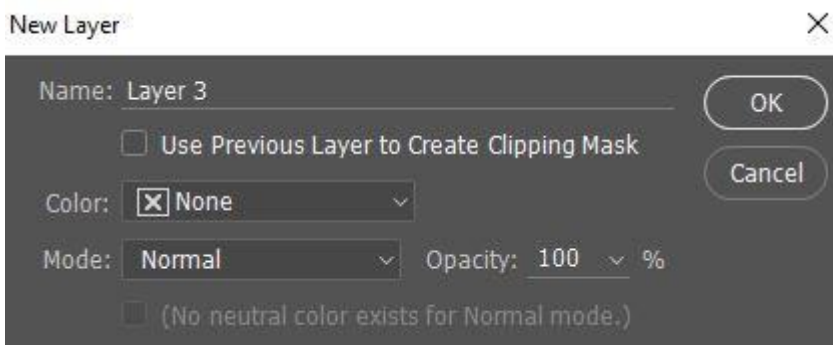 New Layer
Name: Layer 3
OK
Use Previous Layer to Create Clipping Mask
Cancel
Color: None
Mode: Normal Opacity: 100 %
(No neutral color exists for Normal mode.)